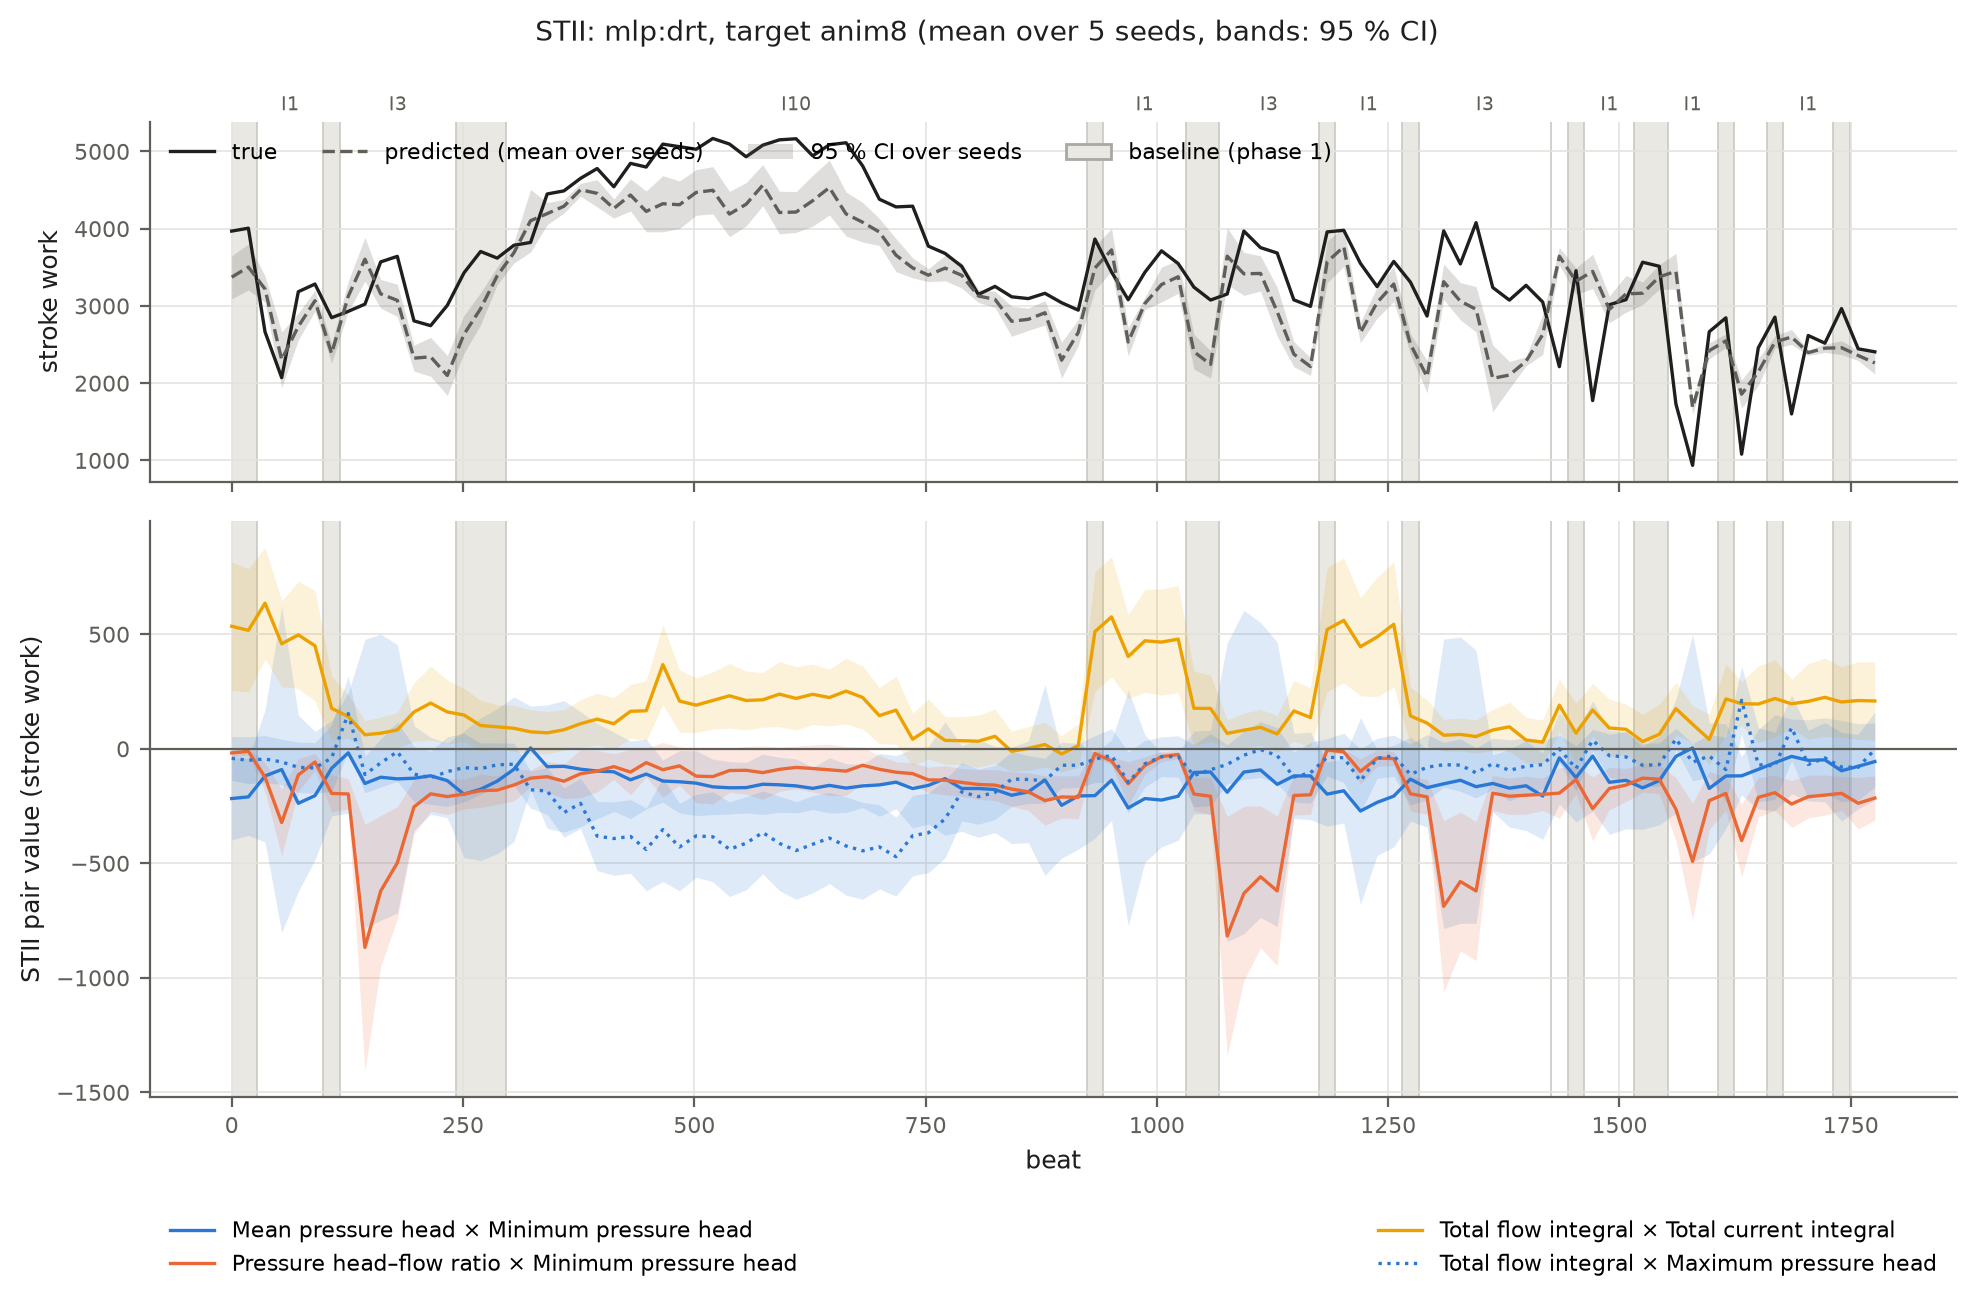 STII: mlp:drt, target anim8 (mean over 5 seeds, bands: 95 % CI)
I1 I3 I10 I1 I3 I1 I3 I1 I1 I1
true predicted (mean over seeds) 95 % CI over seeds baseline (phase 1)
stroke work
5000
4000
3000
2000
1000
STII pair value (stroke work)
500
0
−500
−1000
−1500
0 250 500 750 1000 1250 1500 1750
beat
Mean pressure head × Minimum pressure head
Pressure head–flow ratio × Minimum pressure head
Total flow integral × Total current integral
Total flow integral × Maximum pressure head